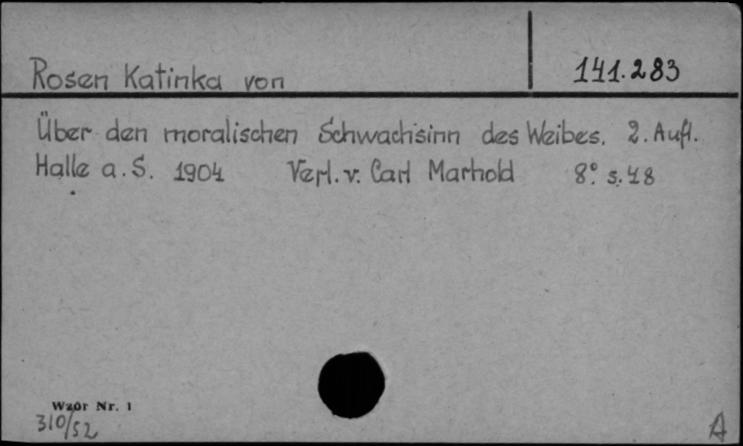 Rosen Katinka von
141.283
Über den moralischen Schwachsinn des Weibes. 2. Aufl.
Halle a. S. 1904 Verl. v. Carl Marhold 8° s. 48
Wzór Nr. 1
310/52
A